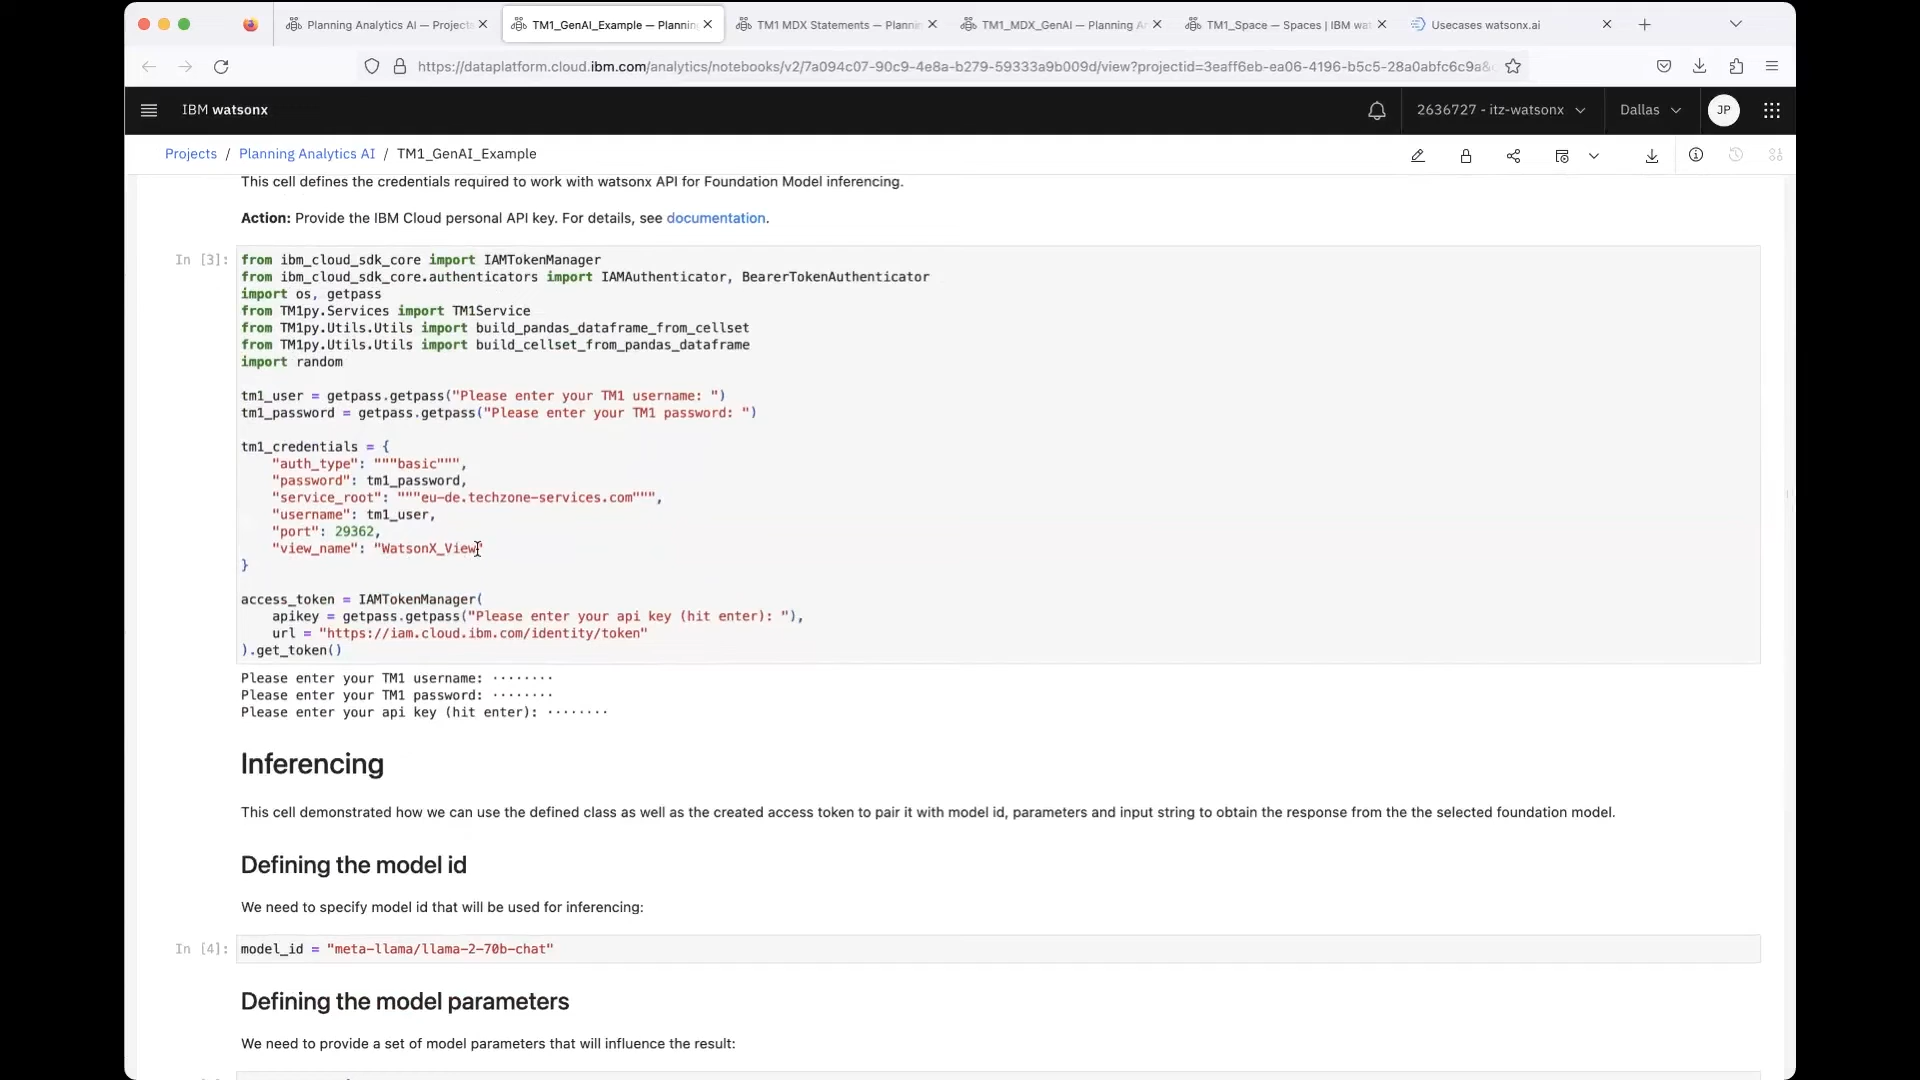 Planning Analytics AI — Projects
TM1_GenAI_Example — Plannin
TM1 MDX Statements — Plannin
TM1_MDX_GenAI — Planning A
TM1_Space — Spaces | IBM wa
Usecases watsonx.ai
https://dataplatform.cloud.ibm.com/analytics/notebooks/v2/7a094c07-90c9-4e8a-b279-59333a9b009d/view?projectid=3eaff6eb-ea06-4196-b5c5-28a0abfc6c9a&
IBM watsonx
2636727 - itz-watsonx
Dallas
JP
Projects / Planning Analytics AI / TM1_GenAI_Example
This cell defines the credentials required to work with watsonx API for Foundation Model inferencing.
Action: Provide the IBM Cloud personal API key. For details, see documentation.
In [3]:
from ibm_cloud_sdk_core import IAMTokenManager
from ibm_cloud_sdk_core.authenticators import IAMAuthenticator, BearerTokenAuthenticator
import os, getpass
from TM1py.Services import TM1Service
from TM1py.Utils.Utils import build_pandas_dataframe_from_cellset
from TM1py.Utils.Utils import build_cellset_from_pandas_dataframe
import random
tm1_user = getpass.getpass("Please enter your TM1 username: ")
tm1_password = getpass.getpass("Please enter your TM1 password: ")
tm1_credentials = {
"auth_type": """basic""",
"password": tm1_password,
"service_root": """eu-de.techzone-services.com""",
"username": tm1_user,
"port": 29362,
"view_name": "WatsonX_View"
}
access_token = IAMTokenManager(
apikey = getpass.getpass("Please enter your api key (hit enter): "),
url = "https://iam.cloud.ibm.com/identity/token"
).get_token()
Please enter your TM1 username: ········
Please enter your TM1 password: ········
Please enter your api key (hit enter): ········
Inferencing
This cell demonstrated how we can use the defined class as well as the created access token to pair it with model id, parameters and input string to obtain the response from the the selected foundation model.
Defining the model id
We need to specify model id that will be used for inferencing:
In [4]:
model_id = "meta-llama/llama-2-70b-chat"
Defining the model parameters
We need to provide a set of model parameters that will influence the result: